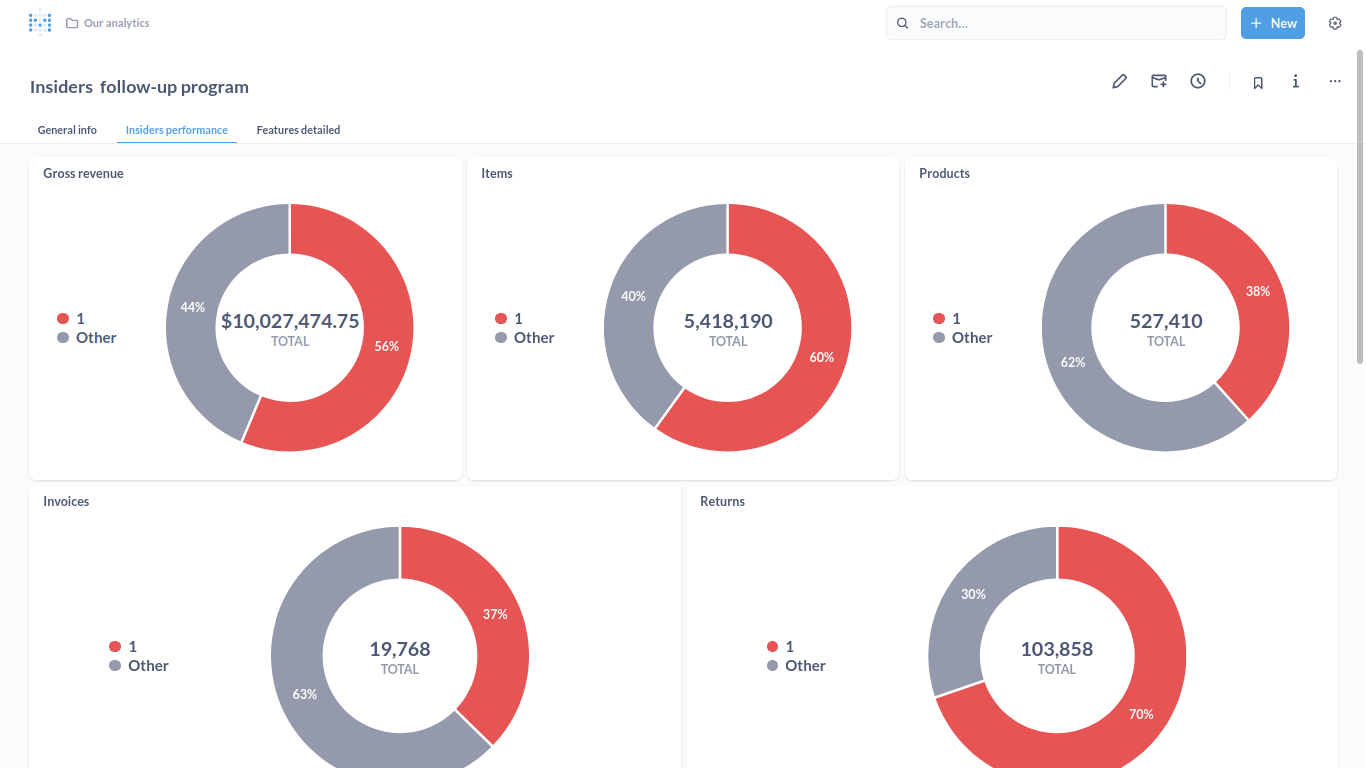 Our analytics
Search...
+ New
Insiders follow-up program
General info
Insiders performance
Features detailed
Gross revenue
1
Other
44%
$10,027,474.75
TOTAL
56%
Items
1
Other
40%
5,418,190
TOTAL
60%
Products
1
Other
38%
527,410
TOTAL
62%
Invoices
1
Other
37%
19,768
TOTAL
63%
Returns
1
Other
30%
103,858
TOTAL
70%